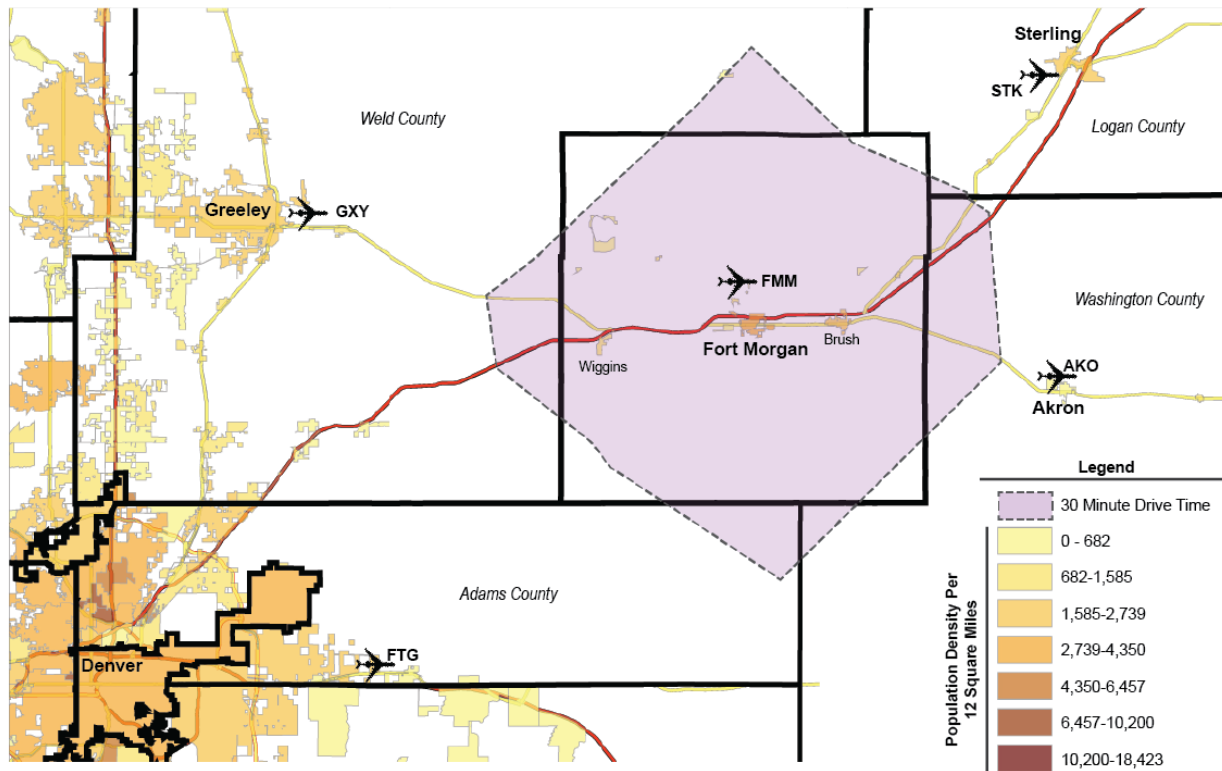 Sterling
STK
Weld County
Logan County
Greeley
GXY
FMM
Washington County
Fort Morgan
Brush
Wiggins
AKO
Akron
Adams County
FTG
Denver
Legend
30 Minute Drive Time
Population Density Per
12 Square Miles
0 - 682
682-1,585
1,585-2,739
2,739-4,350
4,350-6,457
6,457-10,200
10,200-18,423